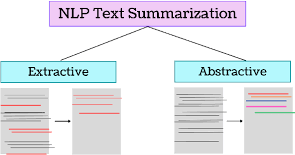 NLP Text Summarization
Extractive
Abstractive